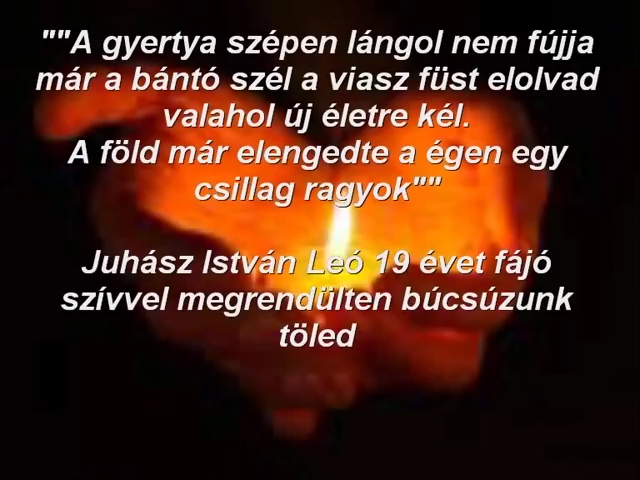 ""A gyertya szépen lángol nem fújja
már a bántó szél a viasz füst elolvad
valahol új életre kél.
A föld már elengedte a égen egy
csillag ragyok""
Juhász István Leó 19 évet fájó
szívvel megrendülten búcsúzunk
töled